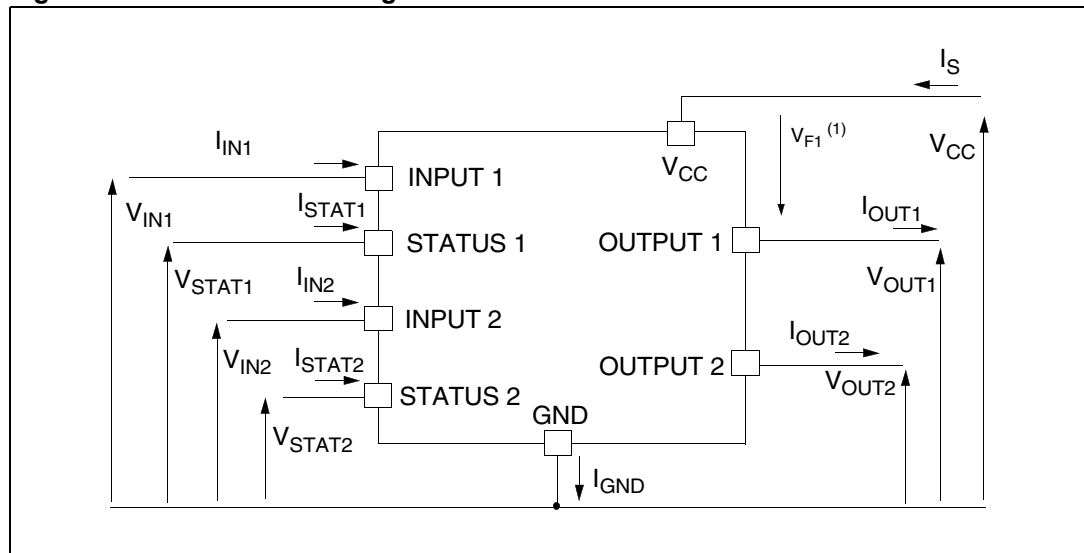 I_S
V_F1 (1)
V_CC
V_CC
I_IN1
INPUT 1
V_IN1
I_STAT1
STATUS 1
OUTPUT 1
I_OUT1
V_STAT1
V_OUT1
I_IN2
INPUT 2
V_IN2
I_STAT2
STATUS 2
OUTPUT 2
I_OUT2
V_OUT2
V_STAT2
GND
I_GND